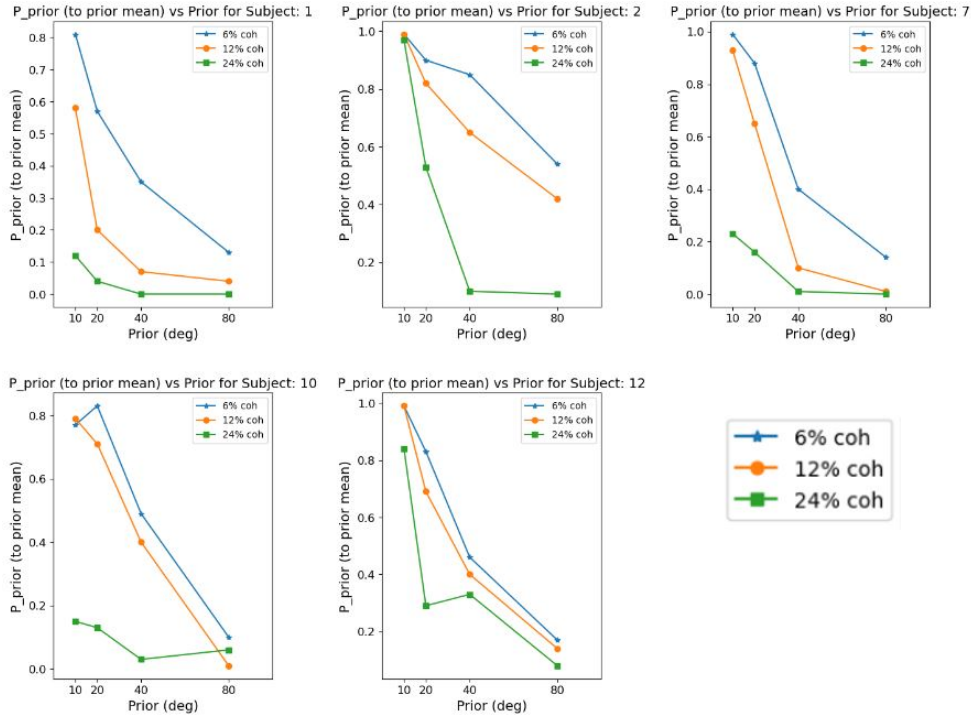 P_prior (to prior mean) vs Prior for Subject: 1
P_prior (to prior mean)
0.8
0.7
0.6
0.5
0.4
0.3
0.2
0.1
0.0
6% coh
12% coh
24% coh
10 20 40 80
Prior (deg)
P_prior (to prior mean) vs Prior for Subject: 2
P_prior (to prior mean)
1.0
0.8
0.6
0.4
0.2
6% coh
12% coh
24% coh
10 20 40 80
Prior (deg)
P_prior (to prior mean) vs Prior for Subject: 7
P_prior (to prior mean)
1.0
0.8
0.6
0.4
0.2
0.0
6% coh
12% coh
24% coh
10 20 40 80
Prior (deg)
P_prior (to prior mean) vs Prior for Subject: 10
P_prior (to prior mean)
0.8
0.6
0.4
0.2
0.0
6% coh
12% coh
24% coh
10 20 40 80
Prior (deg)
P_prior (to prior mean) vs Prior for Subject: 12
P_prior (to prior mean)
1.0
0.8
0.6
0.4
0.2
6% coh
12% coh
24% coh
10 20 40 80
Prior (deg)
6% coh
12% coh
24% coh